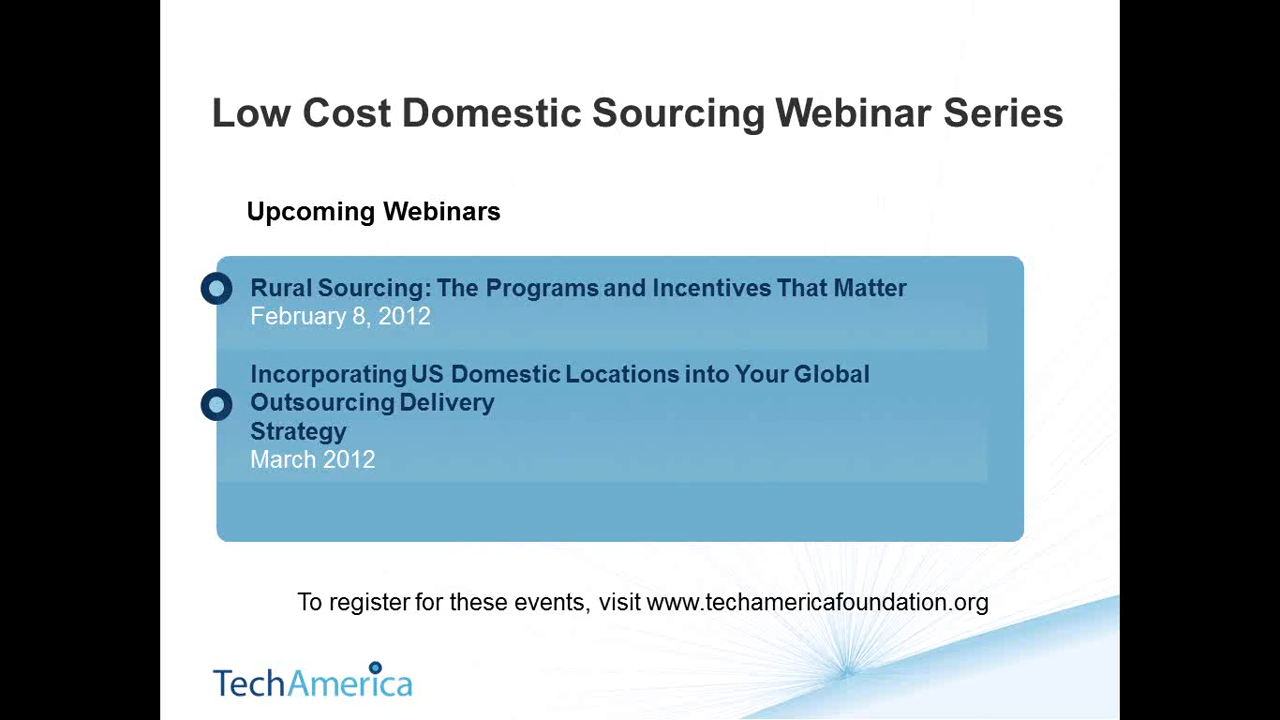 Low Cost Domestic Sourcing Webinar Series
Upcoming Webinars
Rural Sourcing: The Programs and Incentives That Matter
February 8, 2012
Incorporating US Domestic Locations into Your Global
Outsourcing Delivery
Strategy
March 2012
To register for these events, visit www.techamericafoundation.org
TechAmerica